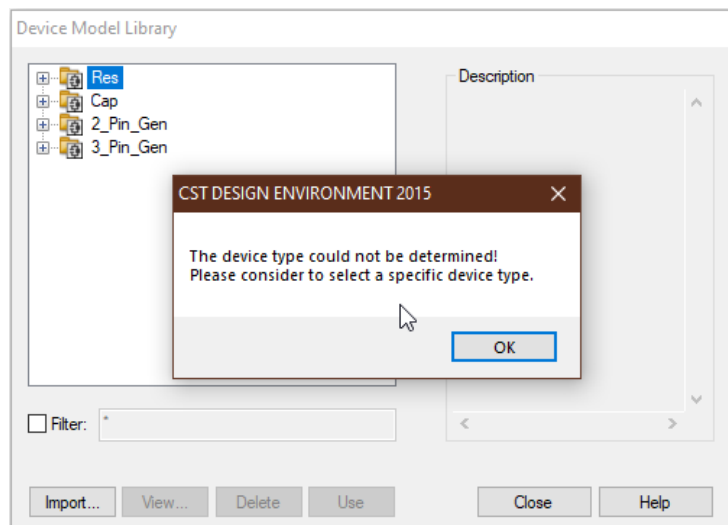 Device Model Library
Res
Cap
2_Pin_Gen
3_Pin_Gen
Description
CST DESIGN ENVIRONMENT 2015
The device type could not be determined!
Please consider to select a specific device type.
OK
Filter: *
Import... View... Delete Use Close Help